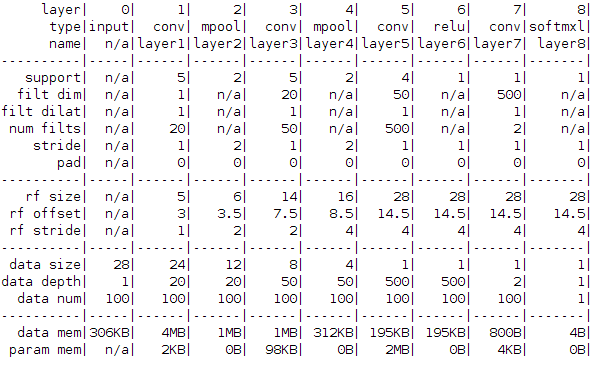 layer| 0| 1| 2| 3| 4| 5| 6| 7| 8|
type|input| conv| mpool| conv| mpool| conv| relu| conv|softmxl|
name| n/a|layer1|layer2|layer3|layer4|layer5|layer6|layer7| layer8|
---------|-----|------|------|------|------|------|------|------|-------|
support| n/a| 5| 2| 5| 2| 4| 1| 1| 1|
filt dim| n/a| 1| n/a| 20| n/a| 50| n/a| 500| n/a|
filt dilat| n/a| 1| n/a| 1| n/a| 1| n/a| 1| n/a|
num filts| n/a| 20| n/a| 50| n/a| 500| n/a| 2| n/a|
stride| n/a| 1| 2| 1| 2| 1| 1| 1| 1|
pad| n/a| 0| 0| 0| 0| 0| 0| 0| 0|
---------|-----|------|------|------|------|------|------|------|-------|
rf size| n/a| 5| 6| 14| 16| 28| 28| 28| 28|
rf offset| n/a| 3| 3.5| 7.5| 8.5| 14.5| 14.5| 14.5| 14.5|
rf stride| n/a| 1| 2| 2| 4| 4| 4| 4| 4|
---------|-----|------|------|------|------|------|------|------|-------|
data size| 28| 24| 12| 8| 4| 1| 1| 1| 1|
data depth| 1| 20| 20| 50| 50| 500| 500| 2| 1|
data num| 100| 100| 100| 100| 100| 100| 100| 100| 1|
---------|-----|------|------|------|------|------|------|------|-------|
data mem|306KB| 4MB| 1MB| 1MB| 312KB| 195KB| 195KB| 800B| 4B|
param mem| n/a| 2KB| 0B| 98KB| 0B| 2MB| 0B| 4KB| 0B|